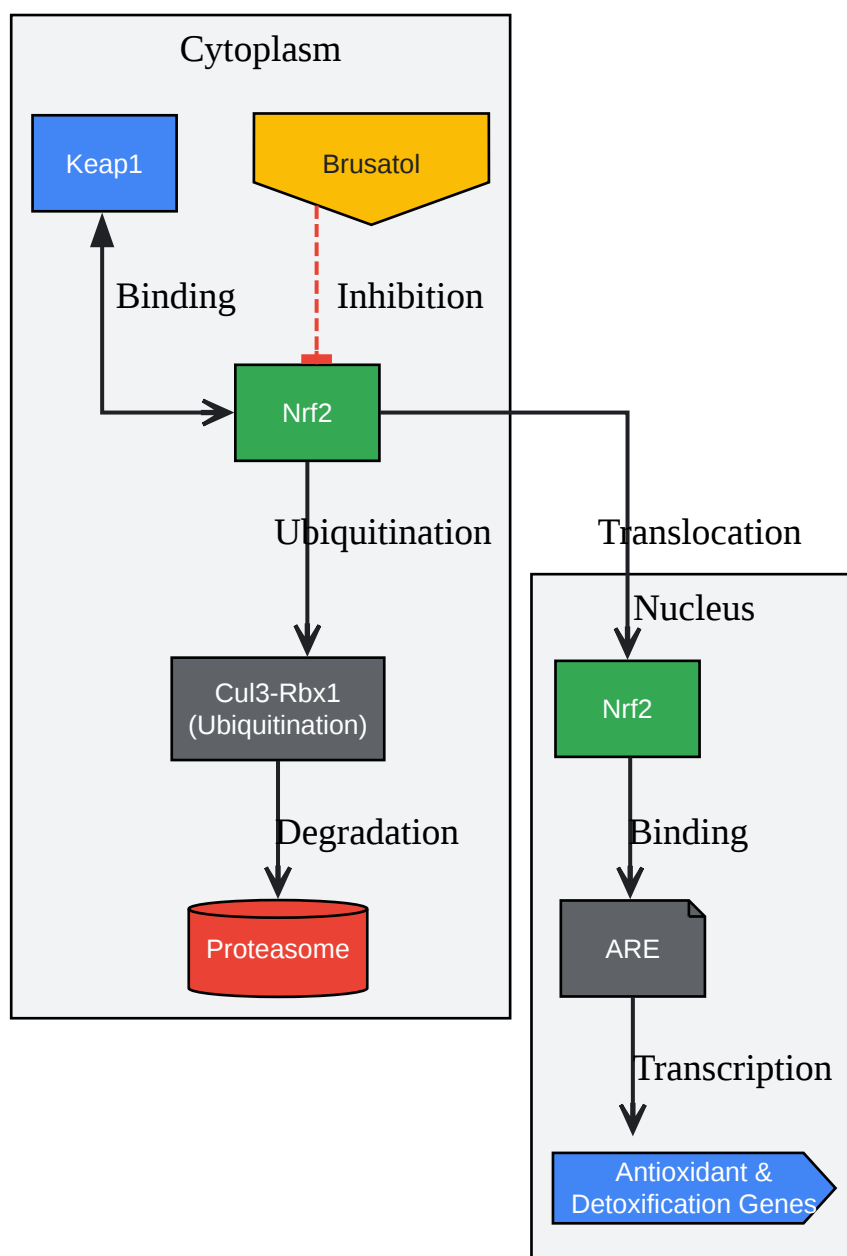 Cytoplasm
Keap1
Brusatol
Binding
Inhibition
Nrf2
Ubiquitination
Translocation
Nucleus
Cul3-Rbx1
(Ubiquitination)
Nrf2
Degradation
Binding
Proteasome
ARE
Transcription
Antioxidant &
Detoxification Genes